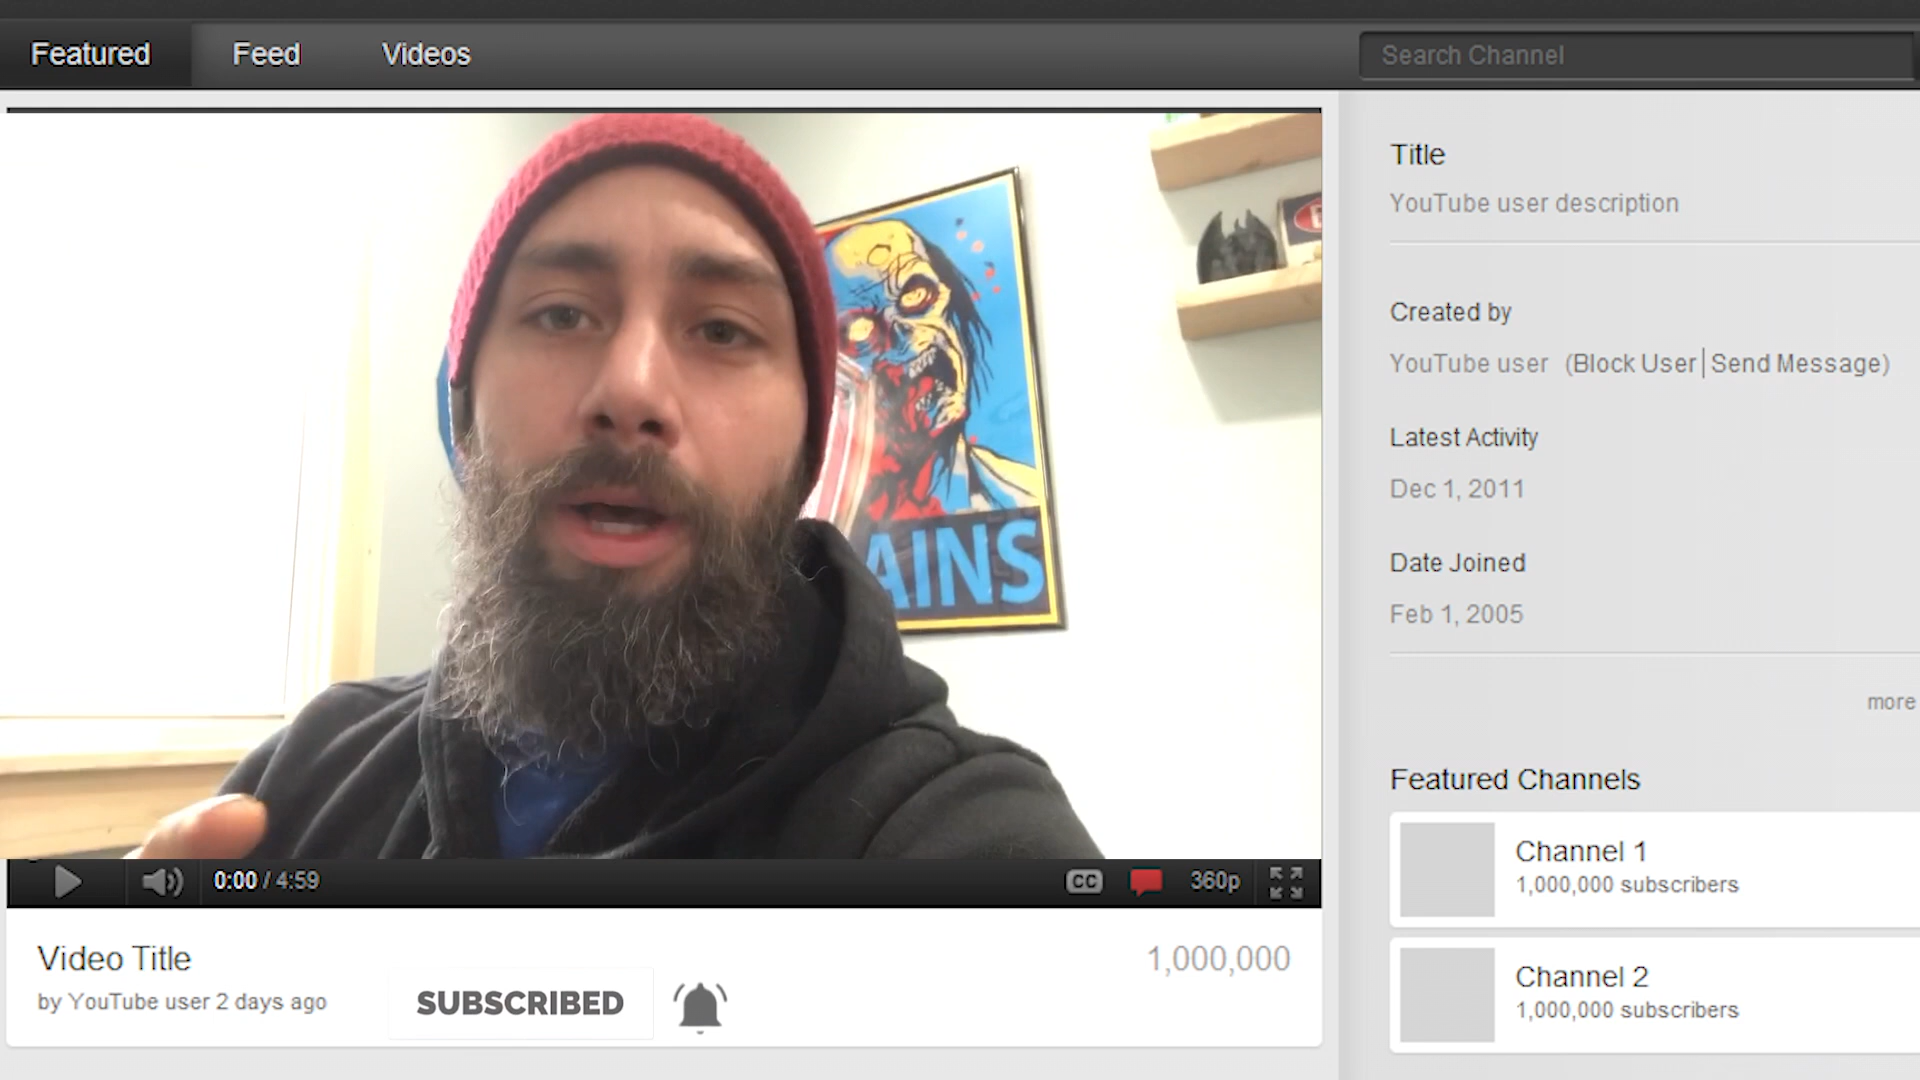 Featured
Feed
Videos
Search Channel
Title
YouTube user description
Created by
YouTube user (Block User|Send Message)
Latest Activity
Dec 1, 2011
Date Joined
Feb 1, 2005
more
Featured Channels
Channel 1
1,000,000 subscribers
Channel 2
1,000,000 subscribers
AINS
0:00 / 4:59
CC
360p
Video Title
1,000,000
by YouTube user 2 days ago
SUBSCRIBED